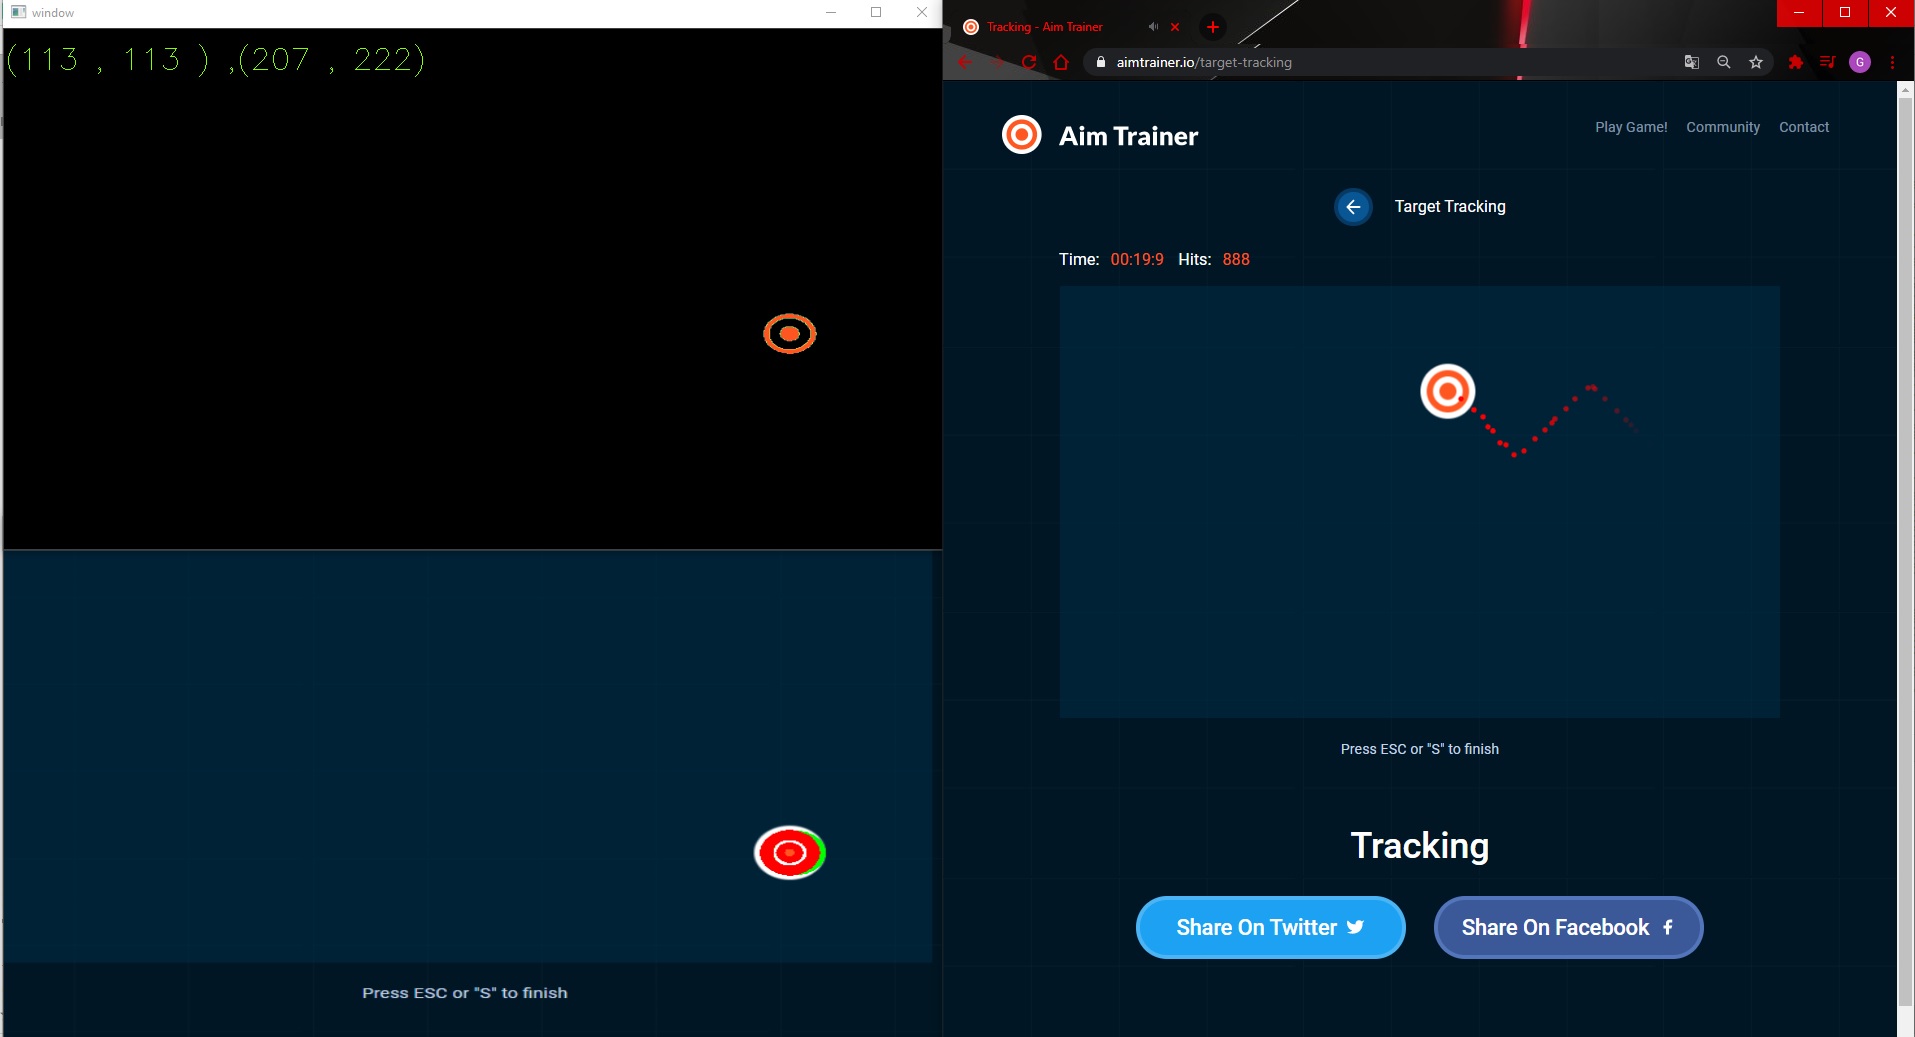 window
(113 , 113 ) ,(207 , 222)
Press ESC or "S" to finish
Tracking - Aim Trainer
aimtrainer.io/target-tracking
G
Aim Trainer
Play Game! Community Contact
Target Tracking
Time: 00:19:9 Hits: 888
Press ESC or "S" to finish
Tracking
Share On Twitter
Share On Facebook